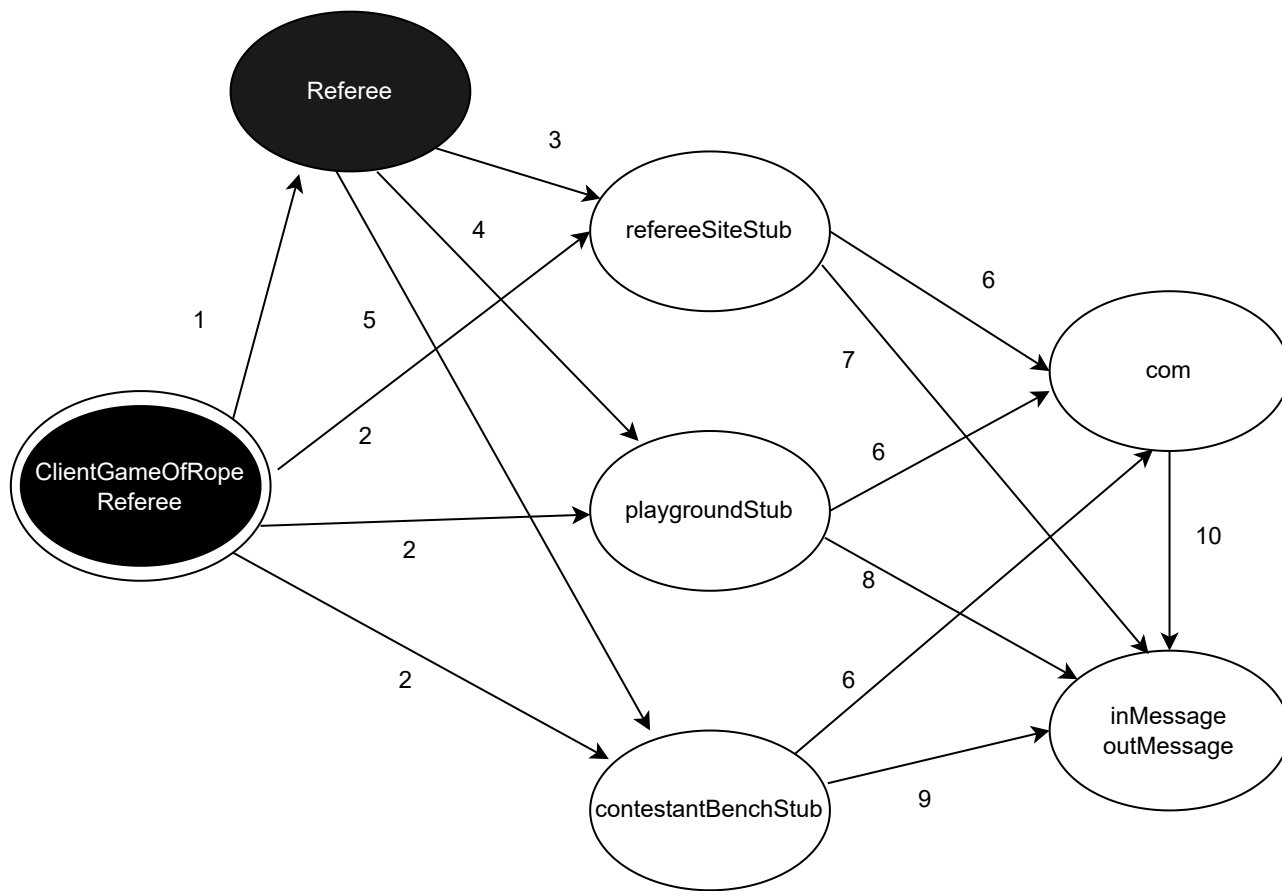 Referee
3
refereeSiteStub
4
6
1
5
7
com
2
6
ClientGameOfRope
Referee
playgroundStub
2
10
8
2
6
inMessage
outMessage
contestantBenchStub
9